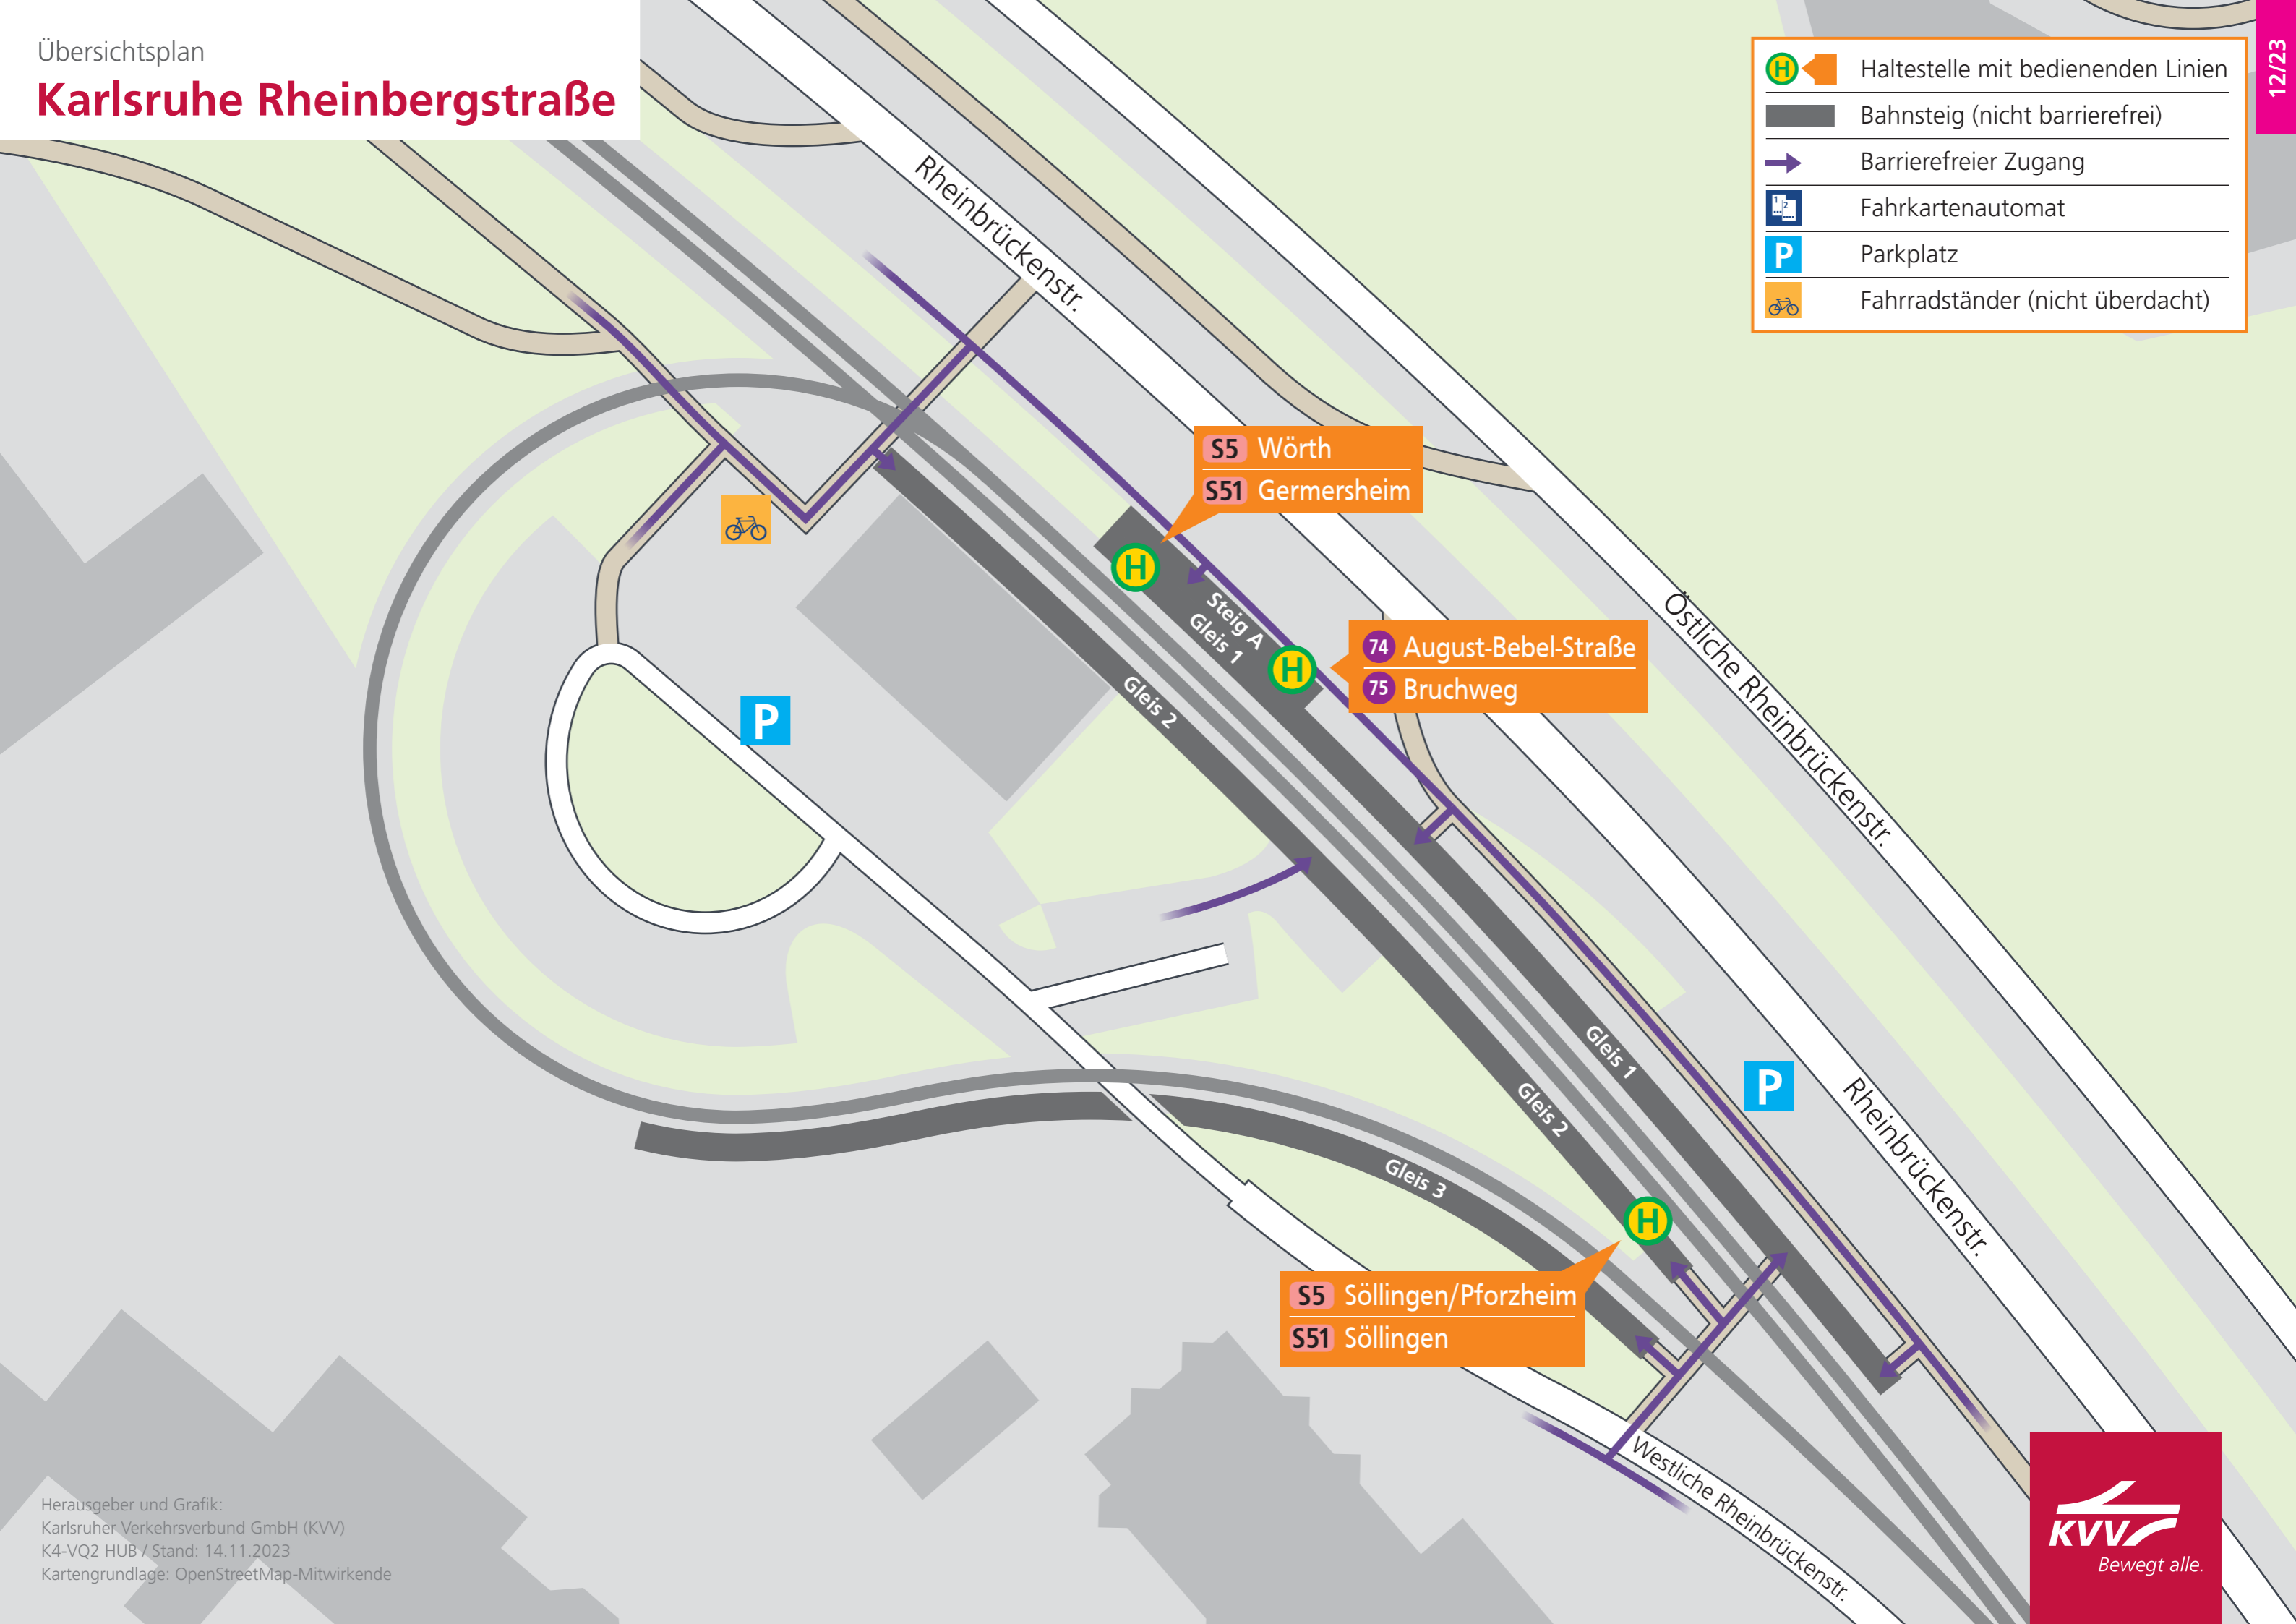 Übersichtsplan
Karlsruhe Rheinbergstraße
12/23
H
Haltestelle mit bedienenden Linien
Bahnsteig (nicht barrierefrei)
Barrierefreier Zugang
1 2
Fahrkartenautomat
P
Parkplatz
Fahrradständer (nicht überdacht)
Rheinbrückenstr.
S5 Wörth
S51 Germersheim
H
Steig A
Gleis 1
H
74 August-Bebel-Straße
75 Bruchweg
Östliche Rheinbrückenstr.
Gleis 2
P
Gleis 1
Gleis 2
P
Rheinbrückenstr.
Gleis 3
H
S5 Söllingen/Pforzheim
S51 Söllingen
Westliche Rheinbrückenstr.
Herausgeber und Grafik:
Karlsruher Verkehrsverbund GmbH (KVV)
K4-VQ2 HUB / Stand: 14.11.2023
Kartengrundlage: OpenStreetMap-Mitwirkende
KVV
Bewegt alle.